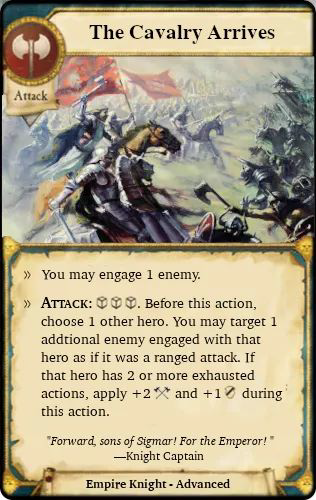 The Cavalry Arrives
Attack
» You may engage 1 enemy.
» ATTACK: . Before this action,
choose 1 other hero. You may target 1
addtional enemy engaged with that
hero as if it was a ranged attack. If
that hero has 2 or more exhausted
actions, apply +2 and +1 during
this action.
"Forward, sons of Sigmar! For the Emperor! "
—Knight Captain
Empire Knight - Advanced